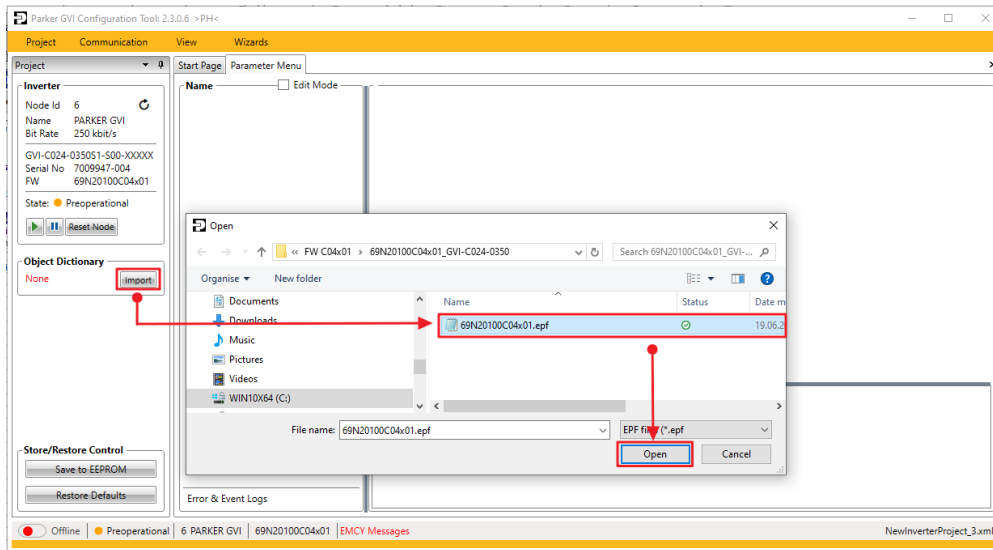 Parker GVI Configuration Tool: 2.3.0.6 >PH<
Project Communication View Wizards
Project
Start Page Parameter Menu
Inverter
Node Id 6
Name PARKER GVI
Bit Rate 250 kbit/s
GVI-C024-0350S1-S00-XXXXX
Serial No 7009947-004
FW 69N20100C04x01
State: Preoperational
Reset Node
Object Dictionary
None Import
Store/Restore Control
Save to EEPROM
Restore Defaults
Name Edit Mode
Open
« FW C04x01 › 69N20100C04x01_GVI-C024-0350
Search 69N20100C04x01_GVI-...
Organise New folder
Documents
Downloads
Music
Pictures
Videos
WIN10X64 (C:)
Name Status Date m
69N20100C04x01.epf 19.06.2
File name: 69N20100C04x01.epf
(*.epf
Open Cancel
Error & Event Logs
Offline Preoperational 6 PARKER GVI 69N20100C04x01 EMCY Messages
NewInverterProject_3.xml